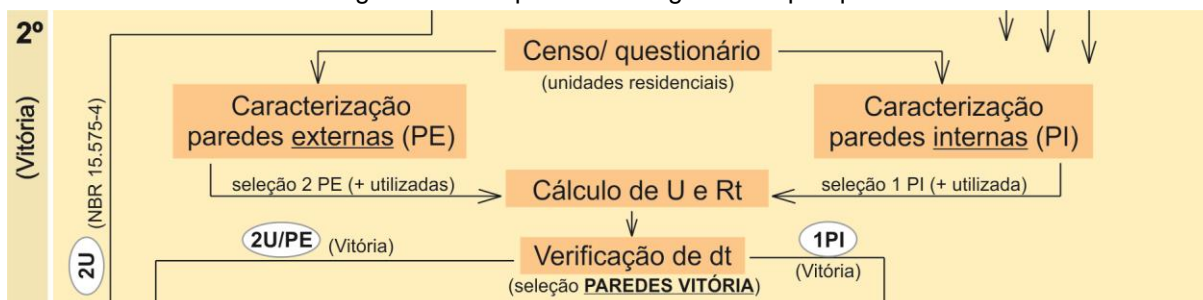 2º
(Vitória)
2U
(NBR 15.575-4)
Censo/ questionário
(unidades residenciais)
Caracterização
paredes externas (PE)
Caracterização
paredes internas (PI)
seleção 2 PE (+ utilizadas)
Cálculo de U e Rt
seleção 1 PI (+ utilizada)
2U/PE (Vitória)
Verificação de dt
(seleção PAREDES VITÓRIA)
1PI
(Vitória)